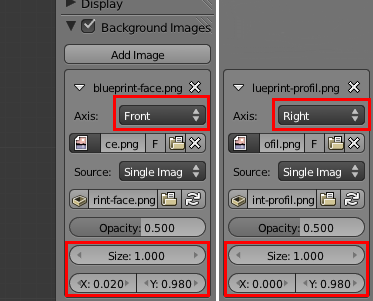 Display
Background Images
Add Image
blueprint-face.png
Axis: Front
ce.png F
Source: Single Imag
rint-face.png
Opacity: 0.500
Size: 1.000
X: 0.020 Y: 0.980
lueprint-profil.png
Axis: Right
ofil.png F
Source: Single Imag
int-profil.png
Opacity: 0.500
Size: 1.000
X: 0.000 Y: 0.980